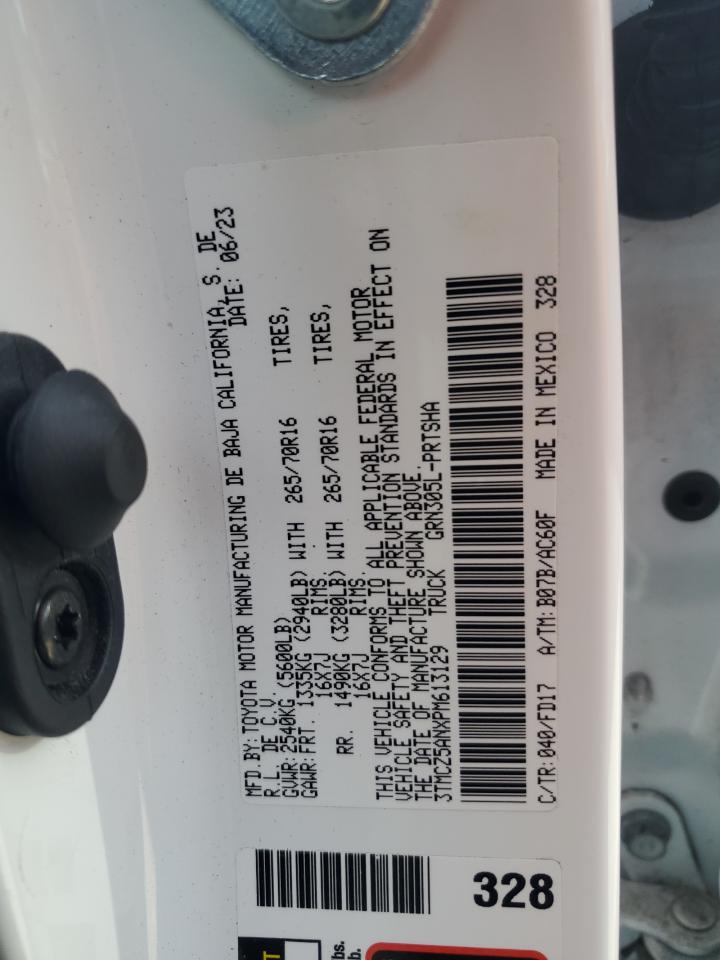 MFD.BY:TOYOTA MOTOR MANUFACTURING DE BAJA CALIFORNIA, S. DE
R.L. DE C.V. DATE: 06/23
GVWR:2540KG(5600LB)
GAWR:FRT. 1335KG (2940LB) WITH 265/70R16 TIRES,
16X7J RIMS,
RR. 1490KG (3280LB) WITH 265/70R16 TIRES,
16X7J RIMS.
THIS VEHICLE CONFORMS TO ALL APPLICABLE FEDERAL MOTOR
VEHICLE SAFETY AND THEFT PREVENTION STANDARDS IN EFFECT ON
THE DATE OF MANUFACTURE SHOWN ABOVE.
3TMCZ5ANXPM613129 TRUCK GRN305L-PRTSHA
C/TR:040/FD17 A/TM:B07B/AC60F MADE IN MEXICO 328
328